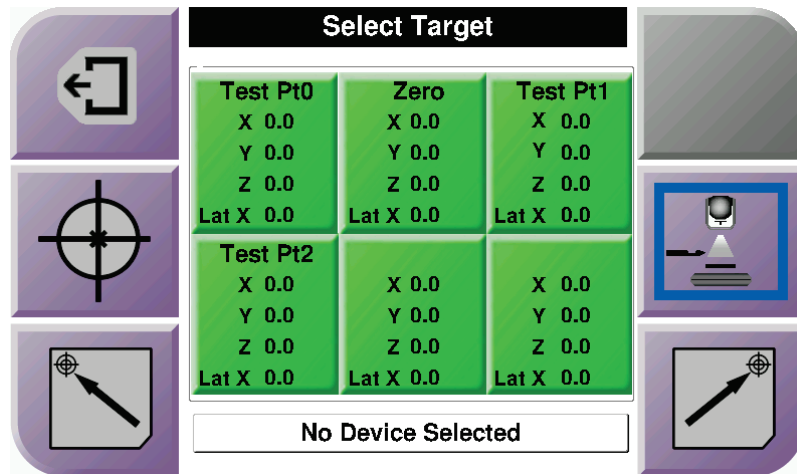 Select Target
Test Pt0 Zero Test Pt1
X 0.0 X 0.0 X 0.0
Y 0.0 Y 0.0 Y 0.0
Z 0.0 Z 0.0 Z 0.0
Lat X 0.0 Lat X 0.0 Lat X 0.0
Test Pt2
X 0.0 X 0.0 X 0.0
Y 0.0 Y 0.0 Y 0.0
Z 0.0 Z 0.0 Z 0.0
Lat X 0.0 Lat X 0.0 Lat X 0.0
No Device Selected